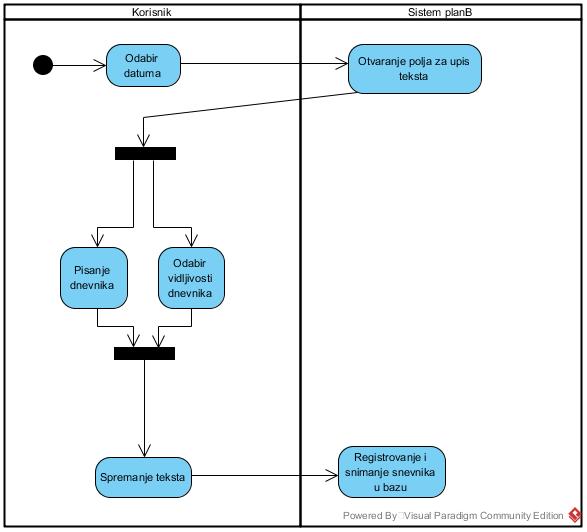 Korisnik
Sistem planB
Odabir
datuma
Otvaranje polja za upis
teksta
Pisanje
dnevnika
Odabir
vidljivosti
dnevnika
Spremanje teksta
Registrovanje i
snimanje snevnika
u bazu
Powered By Visual Paradigm Community Edition